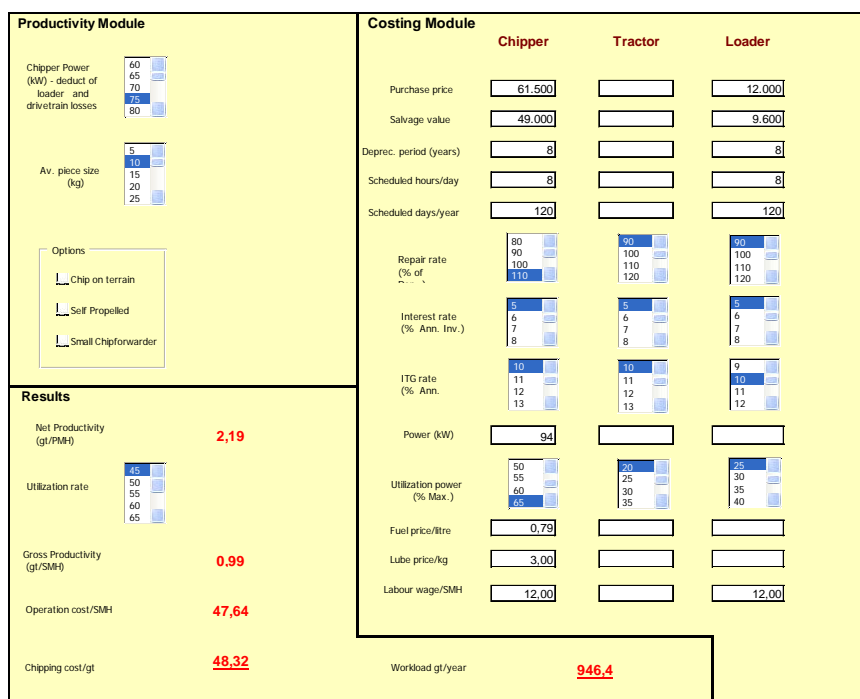 Productivity Module
Chipper Power
(kW) - deduct of
loader and
drivetrain losses
60
65
70
75
80
Av. piece size
(kg)
5
10
15
20
25
Options
Chip on terrain
Self Propelled
Small Chipforwarder
Results
Net Productivity
(gt/PMH)
2,19
Utilization rate
45
50
55
60
65
Gross Productivity
(gt/SMH)
0,99
Operation cost/SMH
47,64
Chipping cost/gt
48,32
Costing Module
Chipper Tractor Loader
Purchase price 61.500 12.000
Salvage value 49.000 9.600
Deprec. period (years) 8 8
Scheduled hours/day 8 8
Scheduled days/year 120 120
Repair rate
(% of
80 90 90
90 100 100
100 110 110
110 120 120
Interest rate
(% Ann. Inv.)
5 5 5
6 6 6
7 7 7
8 8 8
ITG rate
(% Ann.
10 10 9
11 11 10
12 12 11
13 13 12
Power (kW) 94
Utilization power
(% Max.)
50 20 25
55 25 30
60 30 35
65 35 40
Fuel price/litre 0,79
Lube price/kg 3,00
Labour wage/SMH 12,00 12,00
Workload gt/year 946,4